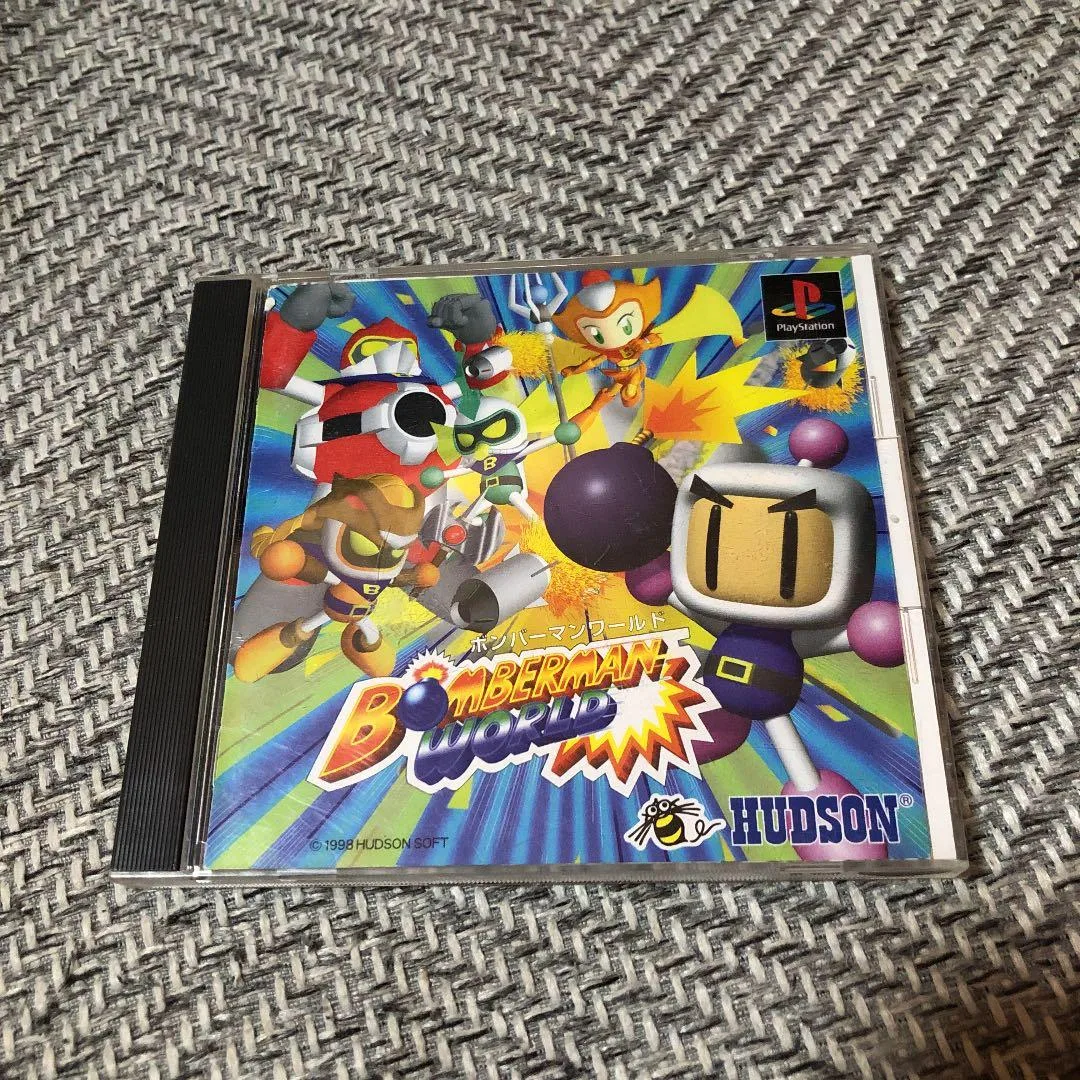 PlayStation
B
B
B
ボンバーマンワールド
BOMBERMAN
WORLD
HUDSON®
© 1998 HUDSON SOFT